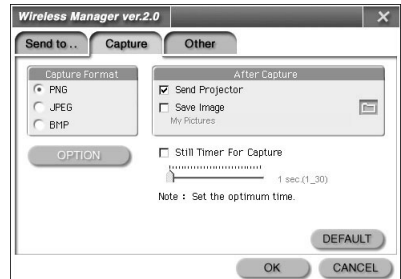 Wireless Manager ver.2.0
Send to .. Capture Other
Capture Format
PNG
JPEG
BMP
OPTION
After Capture
Send Projector
Save Image
My Pictures
Still Timer For Capture
1 sec.(1_30)
Note : Set the optimum time.
DEFAULT
OK CANCEL